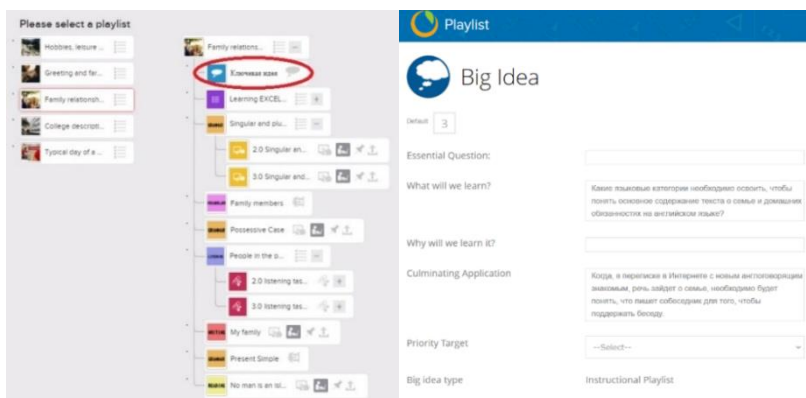 Please select a playlist
Hobbies, leisure ...
Greeting and far...
Family relationsh...
College descripti...
Typical day of a ...
Family relations...
Ключевая идея
Learning EXCEL...
Singular and plu...
2.0 Singular an...
3.0 Singular and...
Family members
Possessive Case
People in the p...
2.0 listening tas...
3.0 listening tas...
My family
Present Simple
No man is an isl...
Playlist
Big Idea
Default 3
Essential Question:
What will we learn?
Какие языковые категории необходимо освоить, чтобы
понять основное содержание текста о семье и домашних
обязанностях на английском языке?
Why will we learn it?
Culminating Application
Когда, в переписке в Интернете с новым англоговорящим
знакомым, речь зайдет о семье, необходимо будет
понять, что пишет собеседник для того, чтобы
поддержать беседу.
Priority Target
--Select--
Big idea type
Instructional Playlist